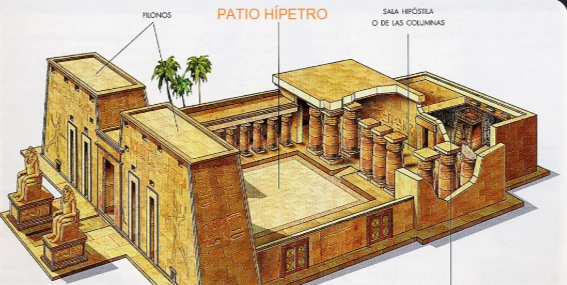 PILONOS
PATIO HÍPETRO
SALA HIPÓSTILA
O DE LAS COLUMNAS